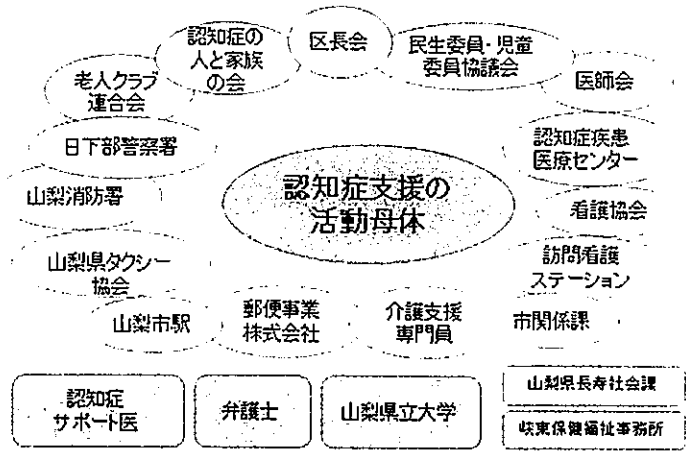 認知症の
人と家族
の会
区長会
民生委員・児童
委員協議会
医師会
老人クラブ
連合会
日下部警察署
認知症疾患
医療センター
認知症支援の
活動母体
山梨消防署
看護協会
山梨県タクシー
協会
訪問看護
ステーション
山梨市駅
郵便事業
株式会社
介護支援
専門員
市関係課
認知症
サポート医
弁護士
山梨県立大学
山梨県長寿社会課
峡東保健福祉事務所